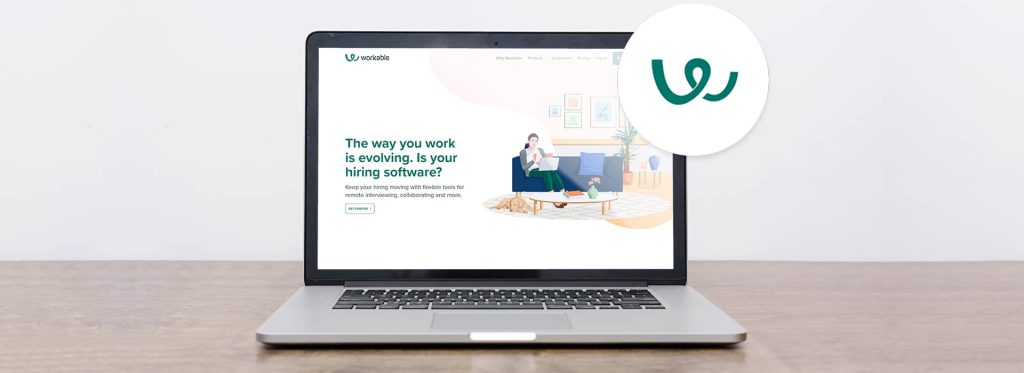 workable
Why Workable Product Customers Pricing Log in
The way you work
is evolving. Is your
hiring software?
Keep your hiring moving with flexible tools for
remote interviewing, collaborating and more.
GET STARTED